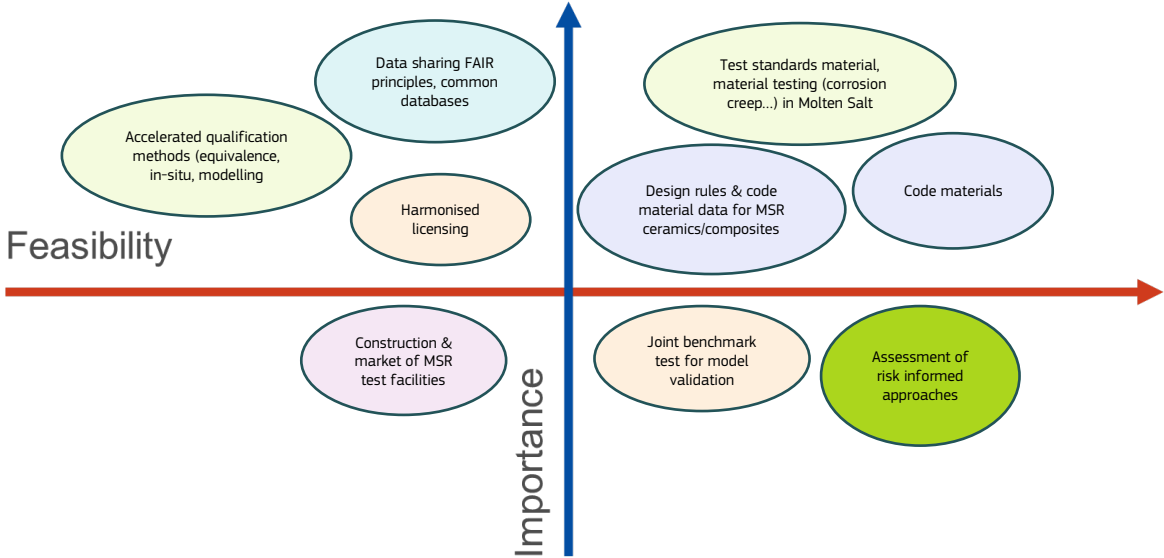 Data sharing FAIR
principles, common
databases
Test standards material,
material testing (corrosion
creep...) in Molten Salt
Accelerated qualification
methods (equivalence,
in-situ, modelling
Harmonised
licensing
Design rules & code
material data for MSR
ceramics/composites
Code materials
Feasibility
Construction &
market of MSR
test facilities
Joint benchmark
test for model
validation
Assessment of
risk informed
approaches
Importance